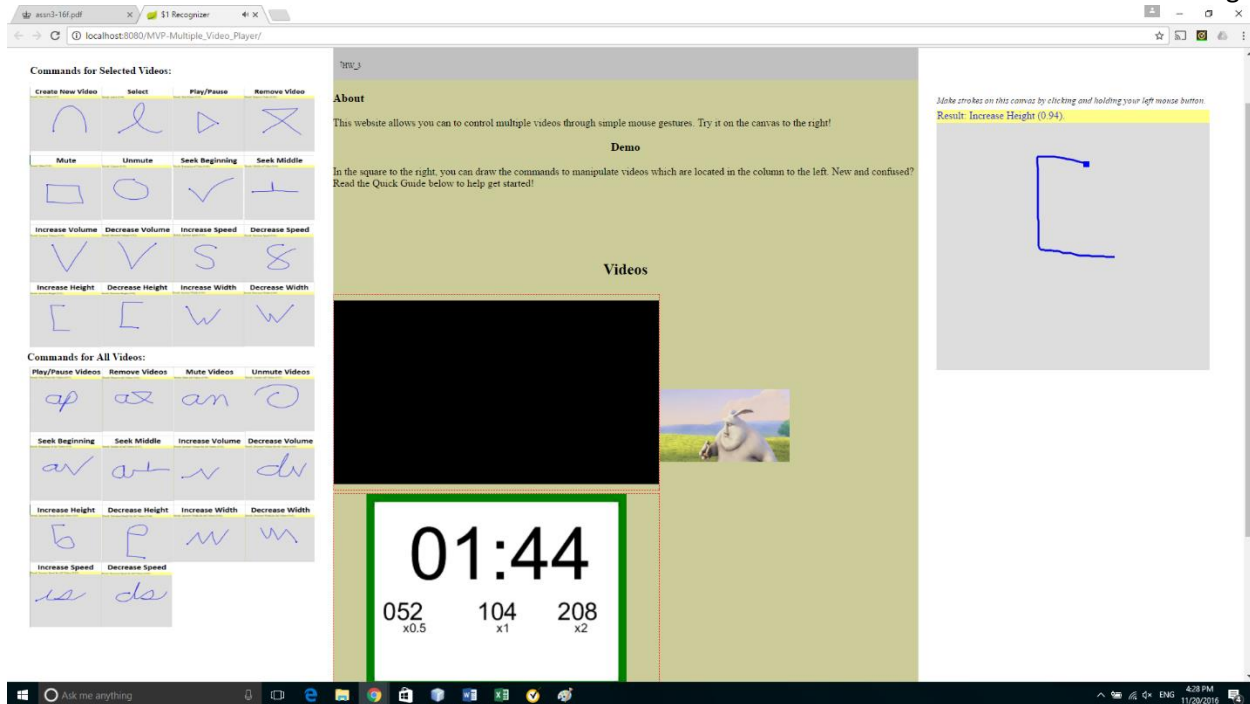 assn3-16f.pdf
$1 Recognizer
localhost:8080/MVP-Multiple_Video_Player/
Commands for Selected Videos:
Create New Video Select Play/Pause Remove Video
Mute Unmute Seek Beginning Seek Middle
Increase Volume Decrease Volume Increase Speed Decrease Speed
Increase Height Decrease Height Increase Width Decrease Width
Commands for All Videos:
Play/Pause Videos Remove Videos Mute Videos Unmute Videos
Seek Beginning Seek Middle Increase Volume Decrease Volume
Increase Height Decrease Height Increase Width Decrease Width
Increase Speed Decrease Speed
HW_3
About
This website allows you can to control multiple videos through simple mouse gestures. Try it on the canvas to the right!
Demo
In the square to the right, you can draw the commands to manipulate videos which are located in the column to the left. New and confused?
Read the Quick Guide below to help get started!
Videos
01:44
052 104 208
x0.5 x1 x2
Make strokes on this canvas by clicking and holding your left mouse button.
Result: Increase Height (0.94).
Ask me anything
ENG
4:28 PM
11/20/2016